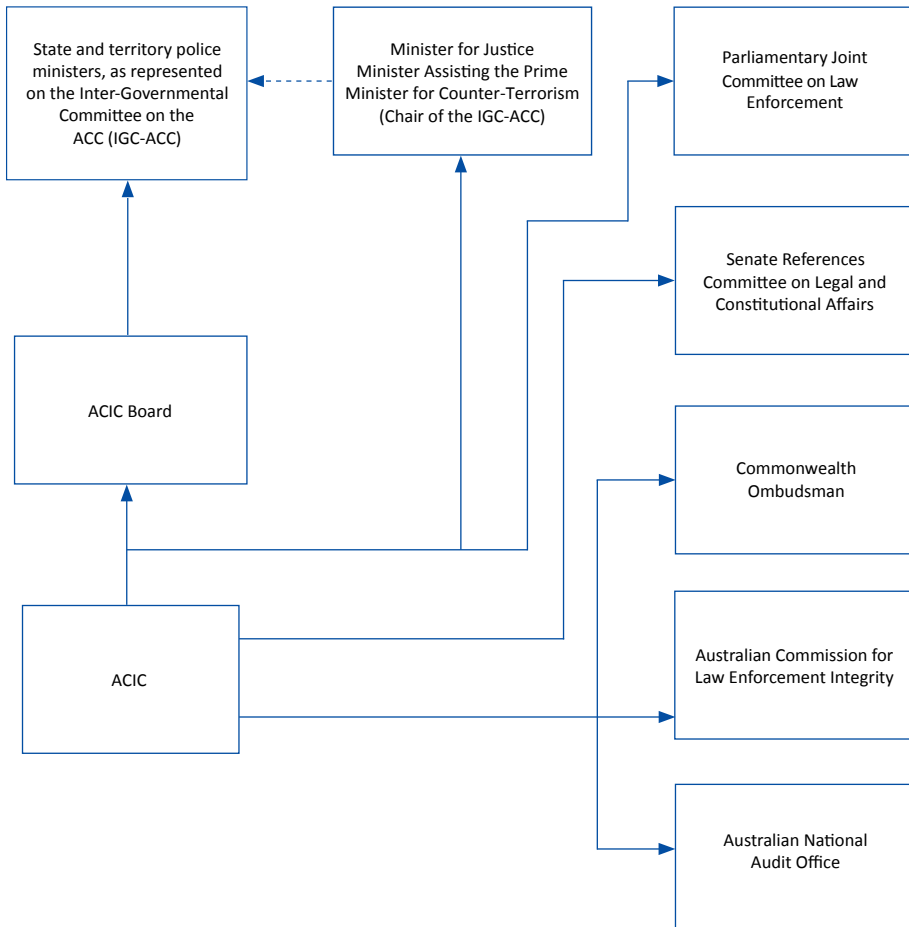 State and territory police
ministers, as represented
on the Inter-Governmental
Committee on the
ACC (IGC-ACC)
Minister for Justice
Minister Assisting the Prime
Minister for Counter-Terrorism
(Chair of the IGC-ACC)
Parliamentary Joint
Committee on Law
Enforcement
Senate References
Committee on Legal and
Constitutional Affairs
ACIC Board
Commonwealth
Ombudsman
ACIC
Australian Commission for
Law Enforcement Integrity
Australian National
Audit Office